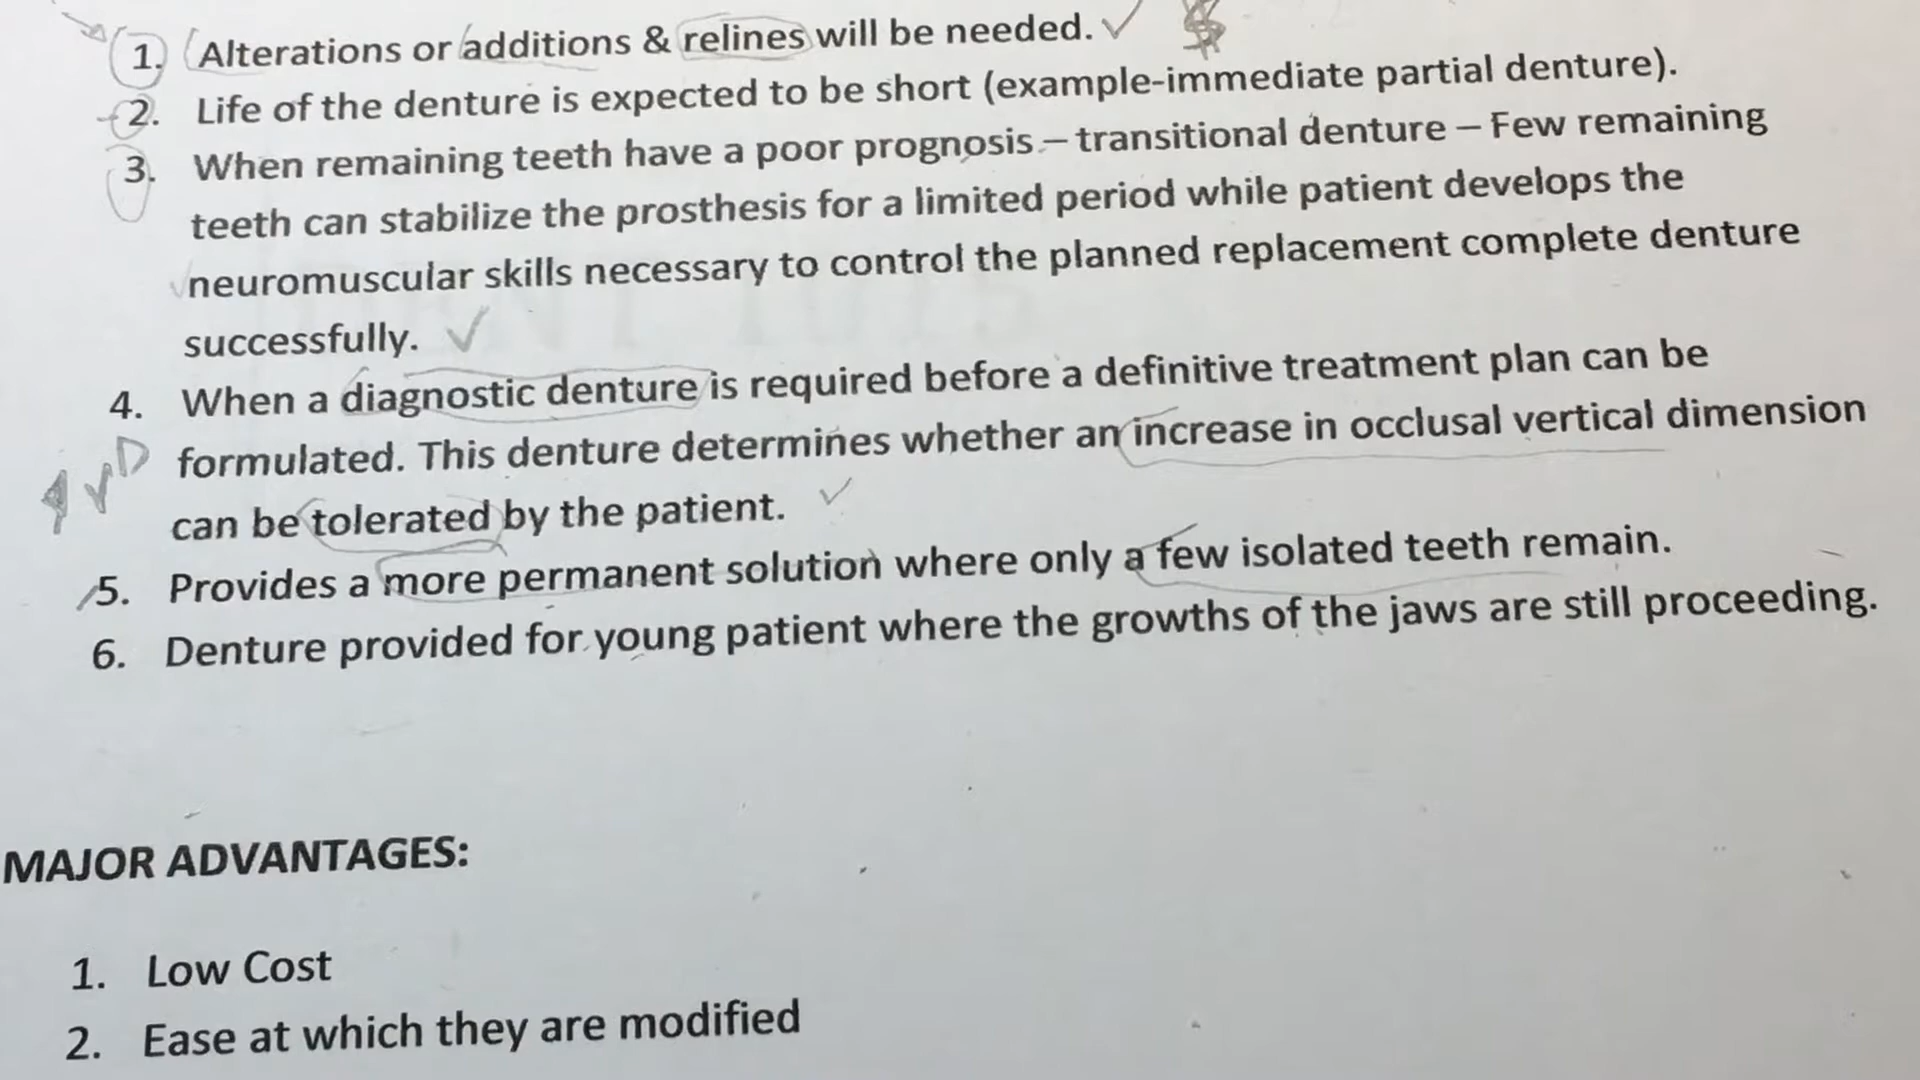 1. Alterations or additions & relines will be needed. ✓ $
2. Life of the denture is expected to be short (example-immediate partial denture).
3. When remaining teeth have a poor prognosis – transitional denture – Few remaining
teeth can stabilize the prosthesis for a limited period while patient develops the
neuromuscular skills necessary to control the planned replacement complete denture
successfully. ✓
4. When a diagnostic denture is required before a definitive treatment plan can be
formulated. This denture determines whether an increase in occlusal vertical dimension
can be tolerated by the patient. ✓
5. Provides a more permanent solution where only a few isolated teeth remain.
6. Denture provided for young patient where the growths of the jaws are still proceeding.
MAJOR ADVANTAGES:
1. Low Cost
2. Ease at which they are modified